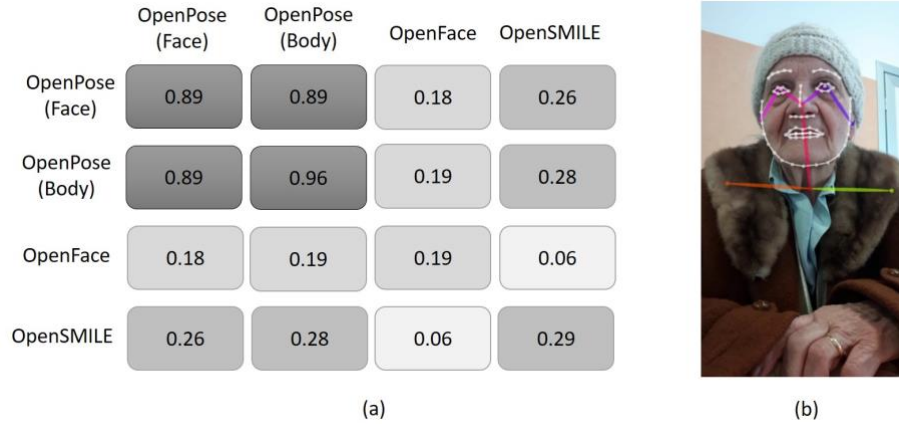 OpenPose (Face) OpenPose (Body) OpenFace OpenSMILE
OpenPose (Face) 0.89 0.89 0.18 0.26
OpenPose (Body) 0.89 0.96 0.19 0.28
OpenFace 0.18 0.19 0.19 0.06
OpenSMILE 0.26 0.28 0.06 0.29
(a) (b)